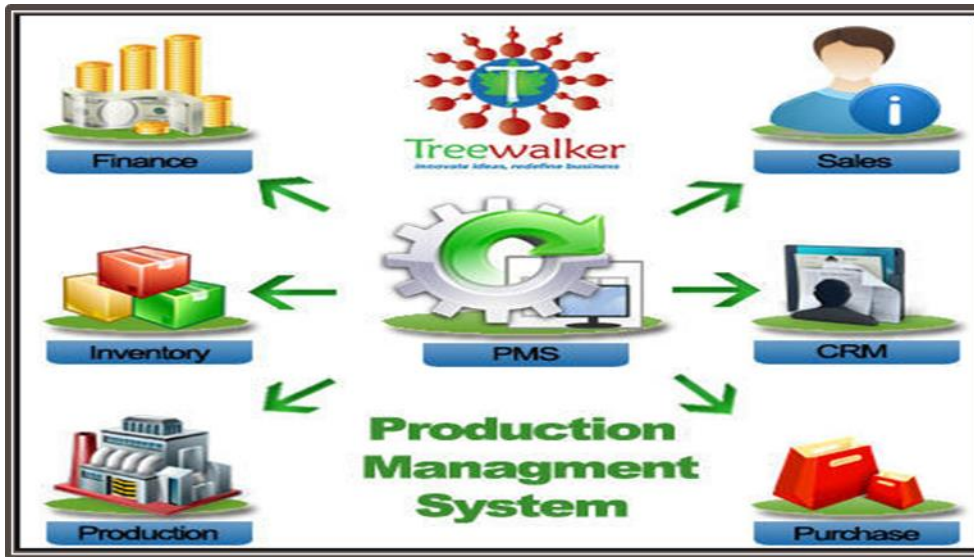 Finance
Treewalker
innovate ideas, redefine business
Sales
Inventory
PMS
CRM
Production
Managment
System
Production
Purchase